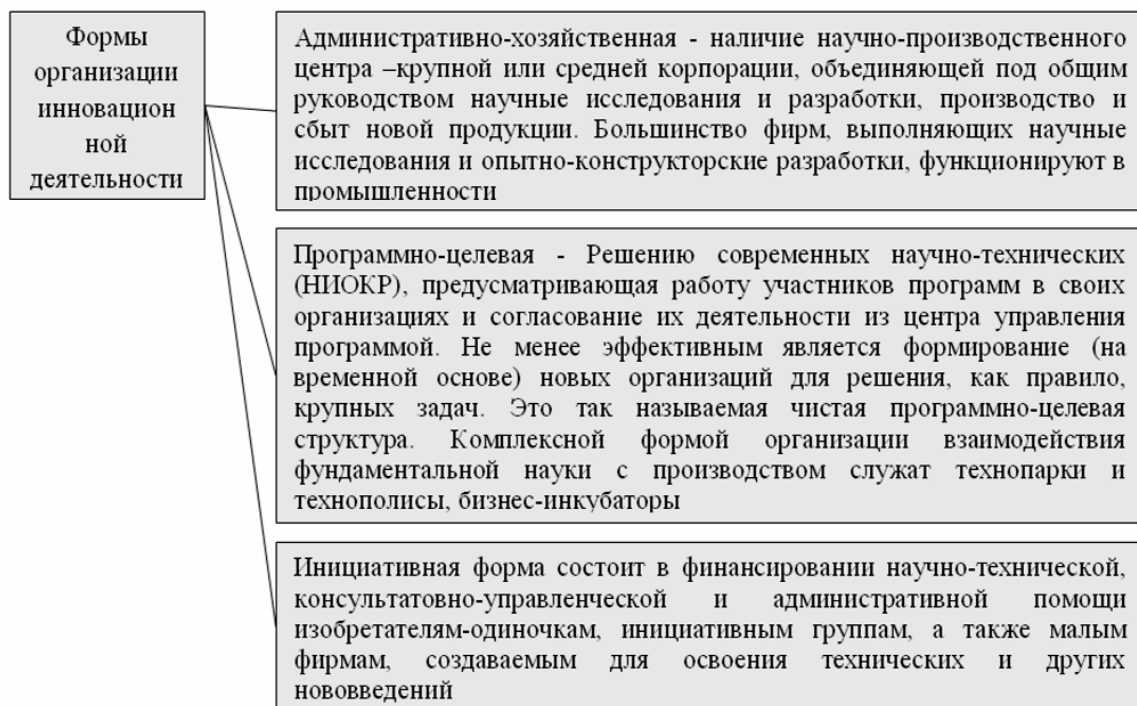 Формы
организации
инновацион
ной
деятельности
Административно-хозяйственная - наличие научно-производственного
центра –крупной или средней корпорации, объединяющей под общим
руководством научные исследования и разработки, производство и
сбыт новой продукции. Большинство фирм, выполняющих научные
исследования и опытно-конструкторские разработки, функционируют в
промышленности
Программно-целевая - Решению современных научно-технических
(НИОКР), предусматривающая работу участников программ в своих
организациях и согласование их деятельности из центра управления
программой. Не менее эффективным является формирование (на
временной основе) новых организаций для решения, как правило,
крупных задач. Это так называемая чистая программно-целевая
структура. Комплексной формой организации взаимодействия
фундаментальной науки с производством служат технопарки и
технополисы, бизнес-инкубаторы
Инициативная форма состоит в финансировании научно-технической,
консультатовно-управленческой и административной помощи
изобретателям-одиночкам, инициативным группам, а также малым
фирмам, создаваемым для освоения технических и других
нововведений